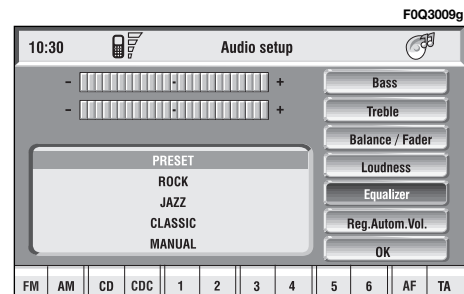 F0Q3009g
10:30 Audio setup
- +
- +
Bass
Treble
Balance / Fader
Loudness
Equalizer
Reg.Autom.Vol.
OK
PRESET
ROCK
JAZZ
CLASSIC
MANUAL
FM AM CD CDC 1 2 3 4 5 6 AF TA